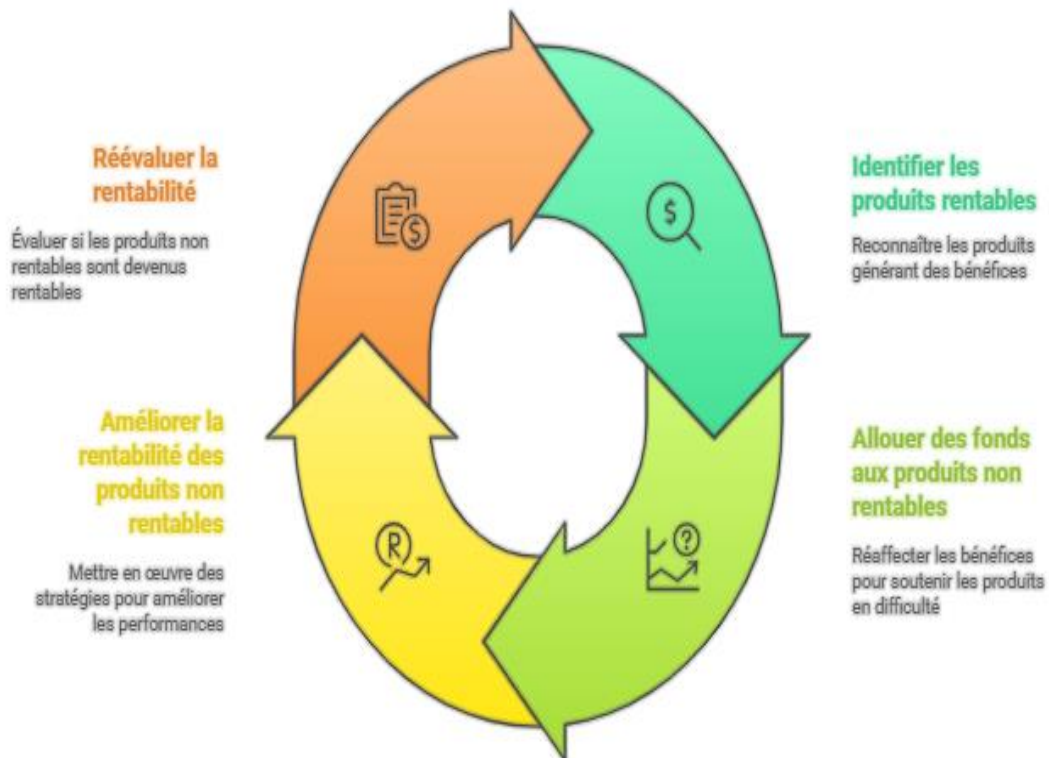 Réévaluer la
rentabilité
Évaluer si les produits non
rentables sont devenus
rentables
Identifier les
produits rentables
Reconnaître les produits
générant des bénéfices
Améliorer la
rentabilité des
produits non
rentables
Mettre en œuvre des
stratégies pour améliorer
les performances
Allouer des fonds
aux produits non
rentables
Réaffecter les bénéfices
pour soutenir les produits
en difficulté
$
$
R
?